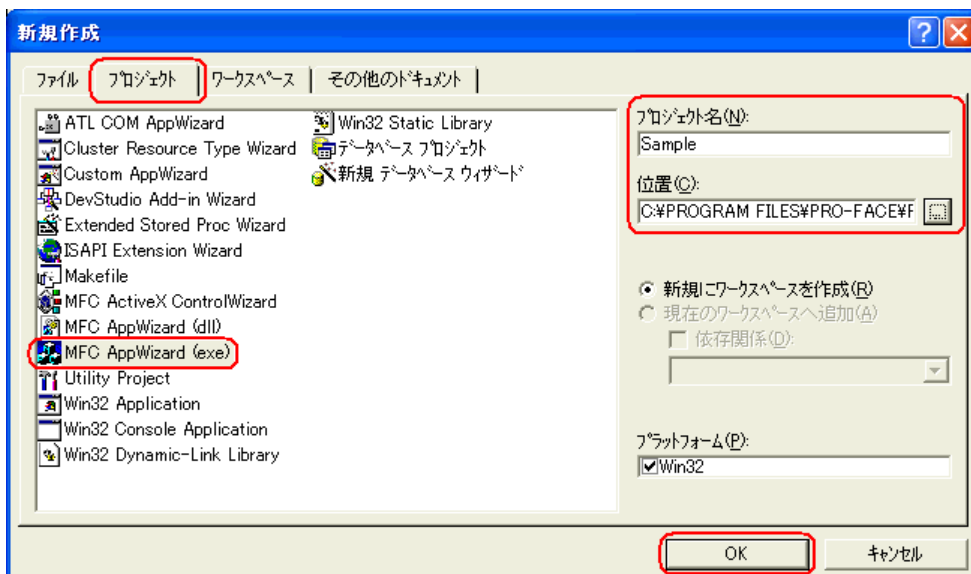 新規作成
ファイル プロジェクト ワークスペース その他のドキュメント
ATL COM AppWizard
Cluster Resource Type Wizard
Custom AppWizard
DevStudio Add-in Wizard
Extended Stored Proc Wizard
ISAPI Extension Wizard
Makefile
MFC ActiveX ControlWizard
MFC AppWizard (dll)
MFC AppWizard (exe)
Utility Project
Win32 Application
Win32 Console Application
Win32 Dynamic-Link Library
Win32 Static Library
データベース プロジェクト
新規 データベース ウィザード
プロジェクト名(N):
Sample
位置(C):
C:¥PROGRAM FILES¥PRO-FACE¥F
...
新規にワークスペースを作成(R)
現在のワークスペースへ追加(A)
依存関係(D):
プラットフォーム(P):
Win32
OK
キャンセル